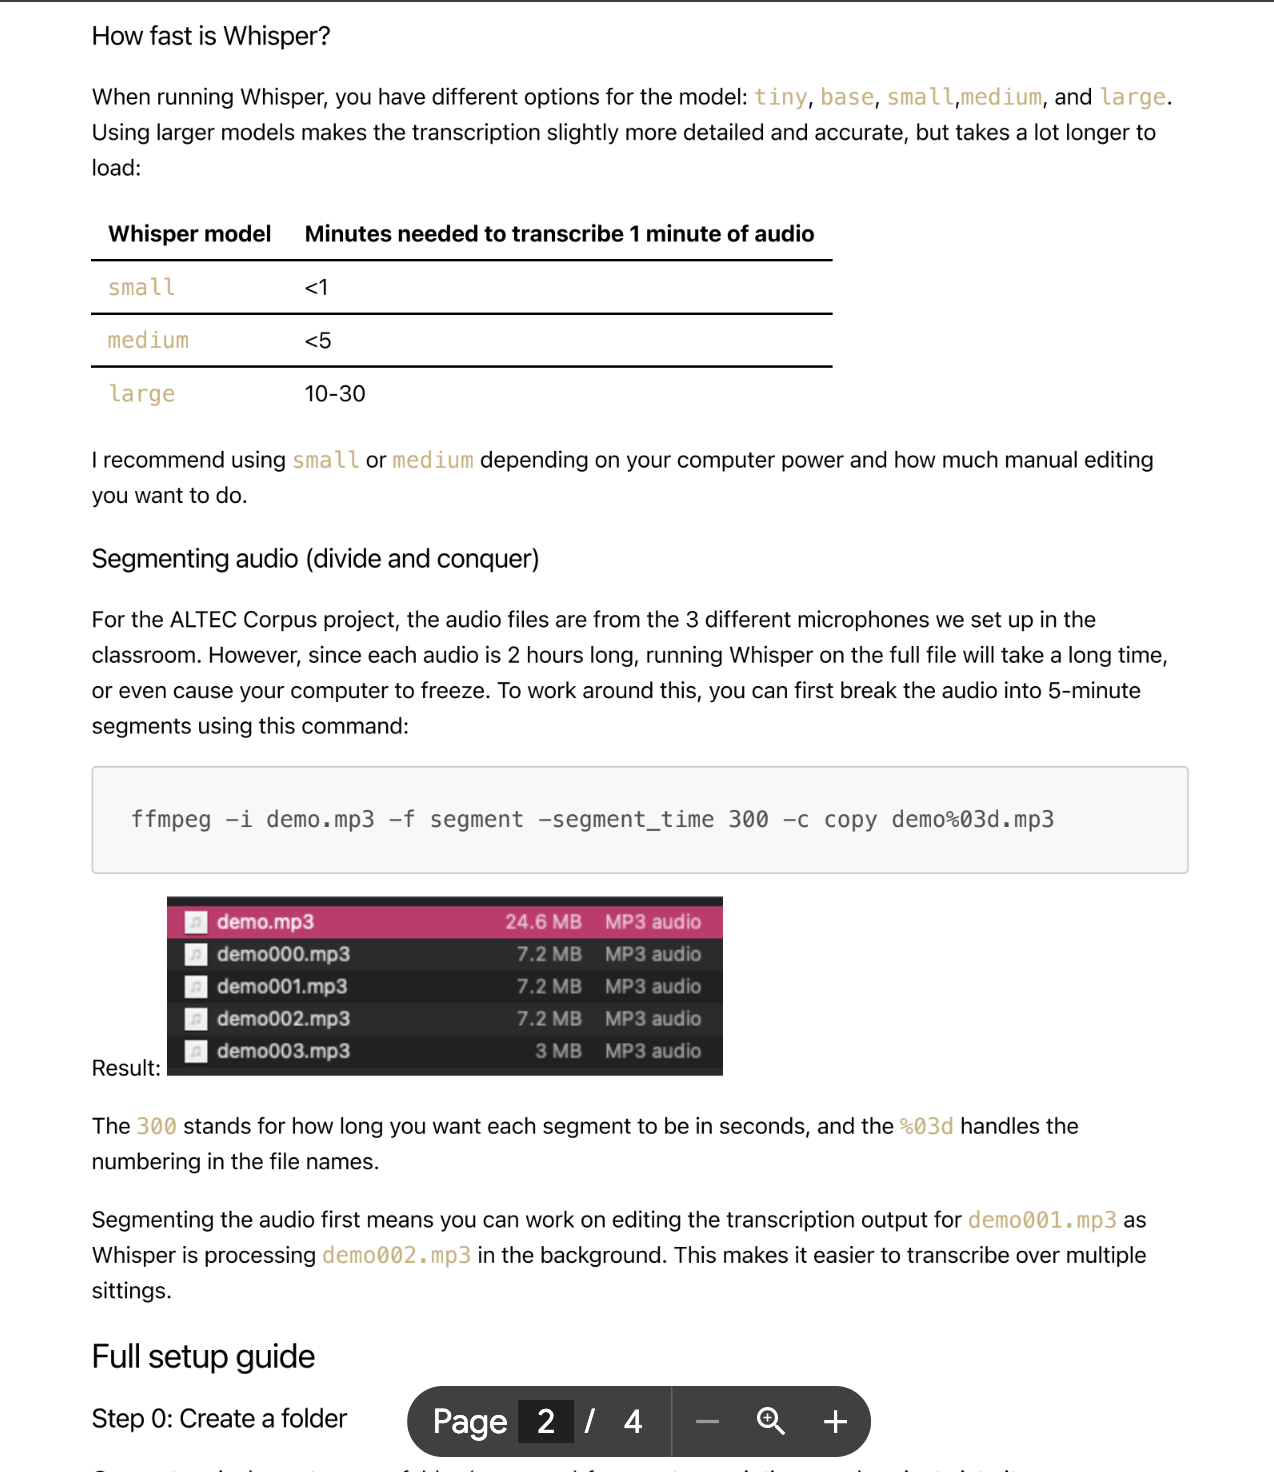 How fast is Whisper?
When running Whisper, you have different options for the model: tiny, base, small,medium, and large.
Using larger models makes the transcription slightly more detailed and accurate, but takes a lot longer to
load:
Whisper model Minutes needed to transcribe 1 minute of audio
small <1
medium <5
large 10-30
I recommend using small or medium depending on your computer power and how much manual editing
you want to do.
Segmenting audio (divide and conquer)
For the ALTEC Corpus project, the audio files are from the 3 different microphones we set up in the
classroom. However, since each audio is 2 hours long, running Whisper on the full file will take a long time,
or even cause your computer to freeze. To work around this, you can first break the audio into 5-minute
segments using this command:
ffmpeg -i demo.mp3 -f segment -segment_time 300 -c copy demo%03d.mp3
demo.mp3 24.6 MB MP3 audio
demo000.mp3 7.2 MB MP3 audio
demo001.mp3 7.2 MB MP3 audio
demo002.mp3 7.2 MB MP3 audio
demo003.mp3 3 MB MP3 audio
Result:
The 300 stands for how long you want each segment to be in seconds, and the %03d handles the
numbering in the file names.
Segmenting the audio first means you can work on editing the transcription output for demo001.mp3 as
Whisper is processing demo002.mp3 in the background. This makes it easier to transcribe over multiple
sittings.
Full setup guide
Step 0: Create a folder
Page 2 / 4